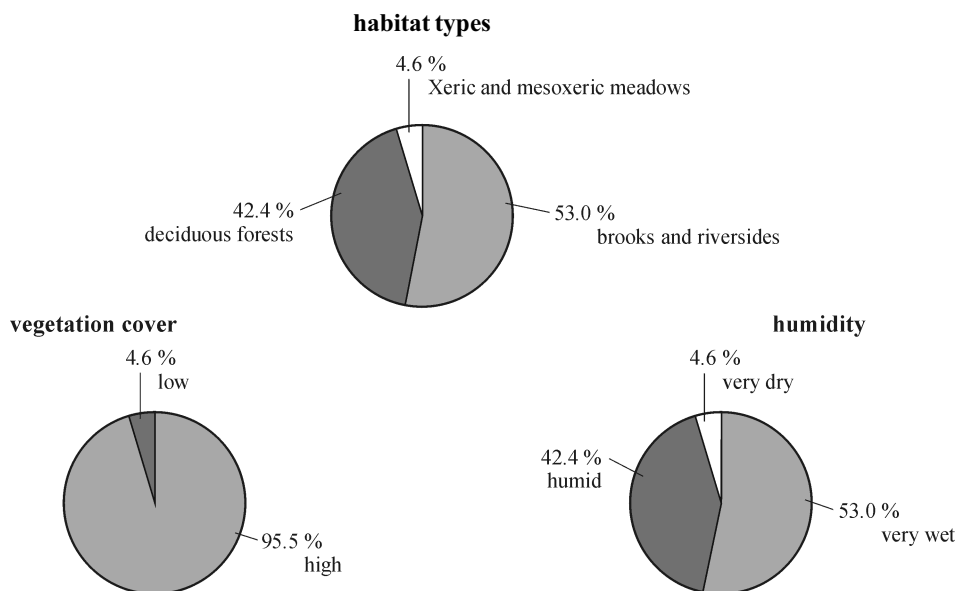 habitat types
4.6 %
Xeric and mesoxeric meadows
42.4 %
deciduous forests
53.0 %
brooks and riversides
vegetation cover
4.6 %
low
95.5 %
high
humidity
4.6 %
very dry
42.4 %
humid
53.0 %
very wet